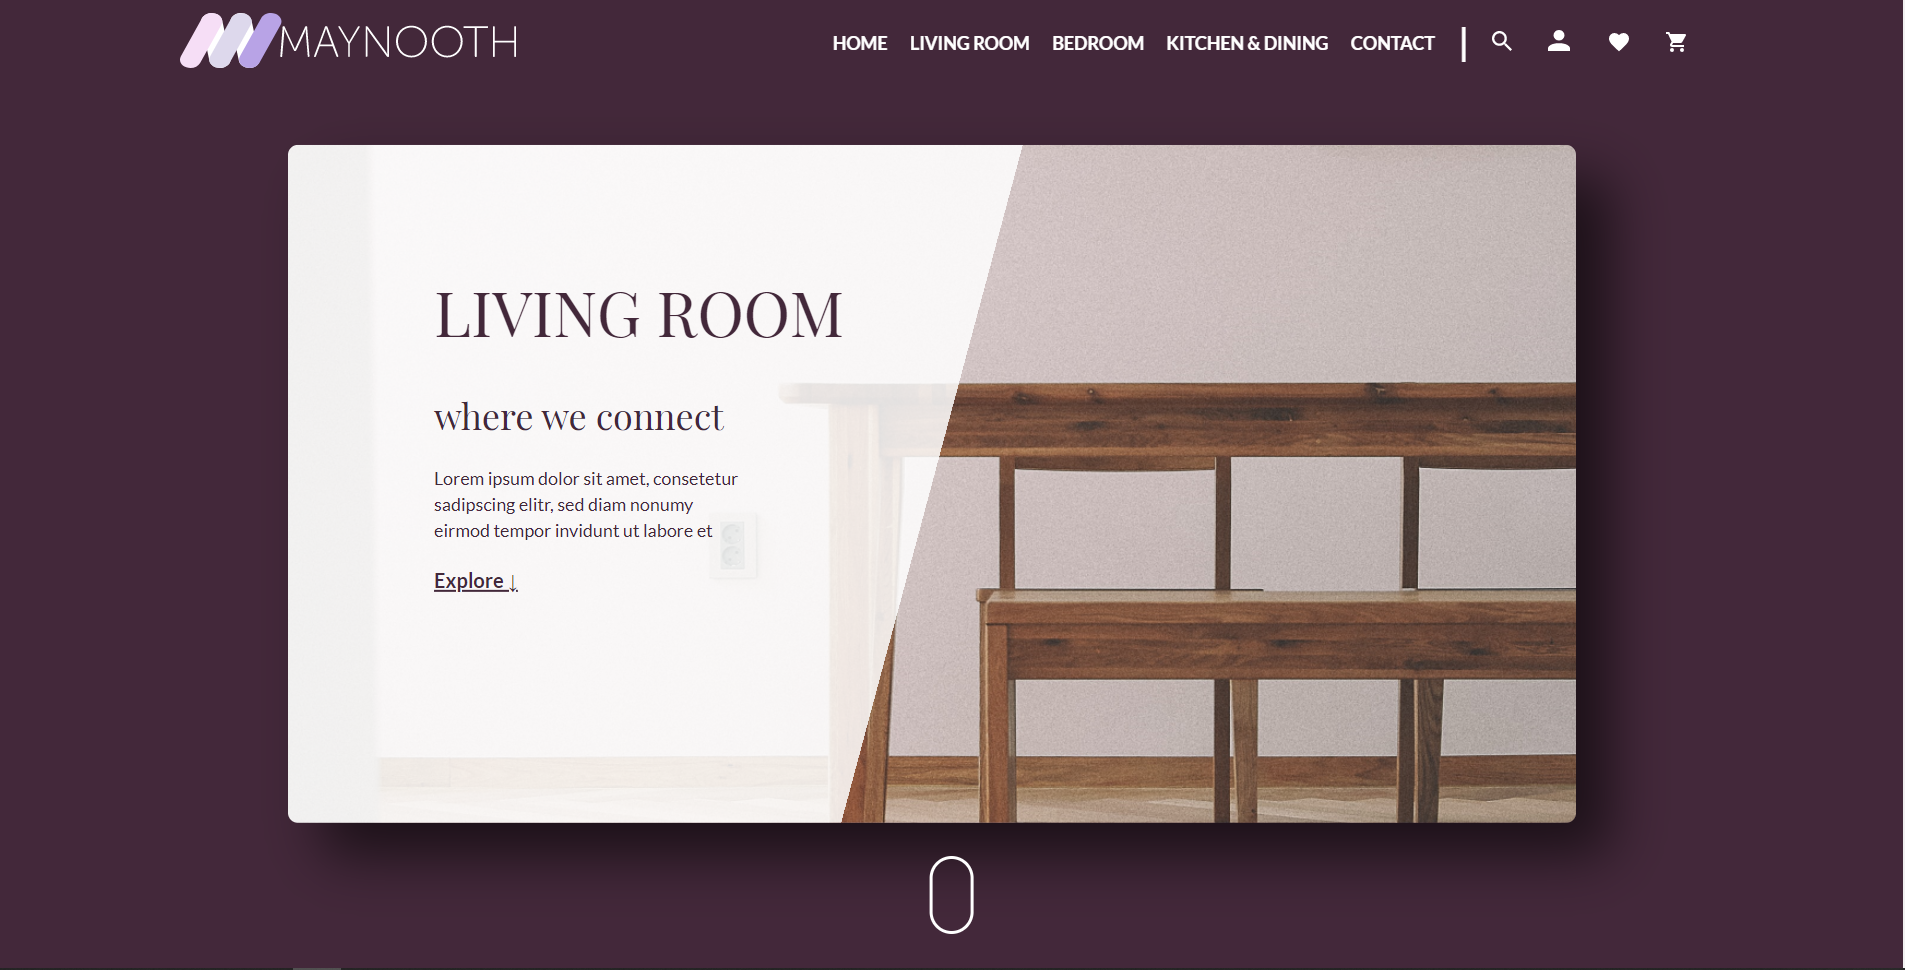 MAYNOOTH
HOME LIVING ROOM BEDROOM KITCHEN & DINING CONTACT
LIVING ROOM
where we connect
Lorem ipsum dolor sit amet, consetetur
sadipscing elitr, sed diam nonumy
eirmod tempor invidunt ut labore et
Explore ↓